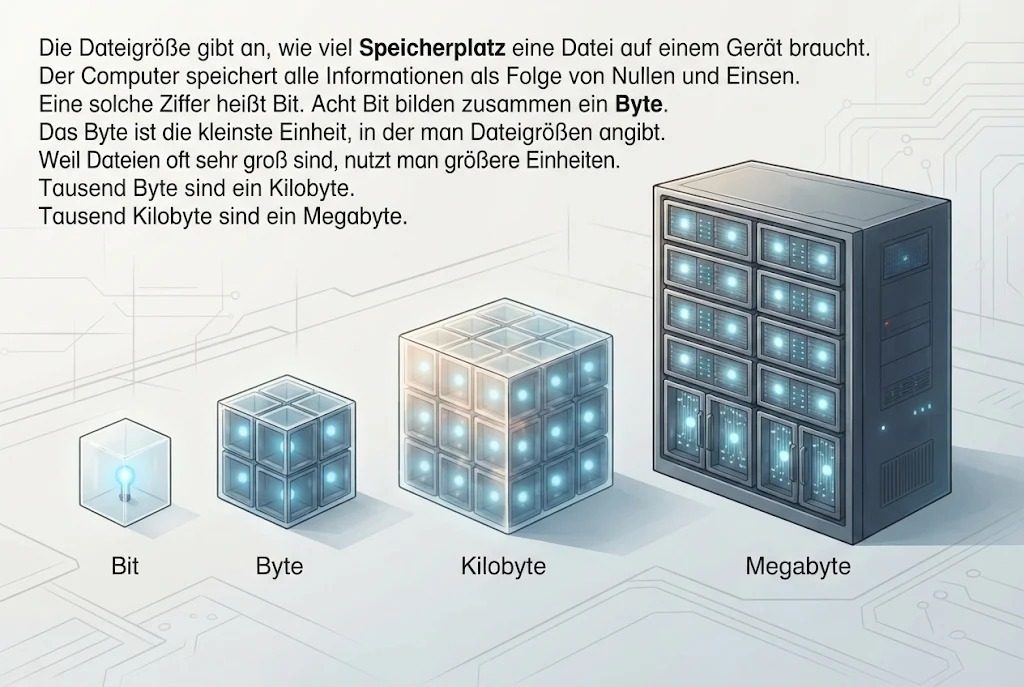 Die Dateigröße gibt an, wie viel Speicherplatz eine Datei auf einem Gerät braucht.
Der Computer speichert alle Informationen als Folge von Nullen und Einsen.
Eine solche Ziffer heißt Bit. Acht Bit bilden zusammen ein Byte.
Das Byte ist die kleinste Einheit, in der man Dateigrößen angibt.
Weil Dateien oft sehr groß sind, nutzt man größere Einheiten.
Tausend Byte sind ein Kilobyte.
Tausend Kilobyte sind ein Megabyte.
Bit
Byte
Kilobyte
Megabyte